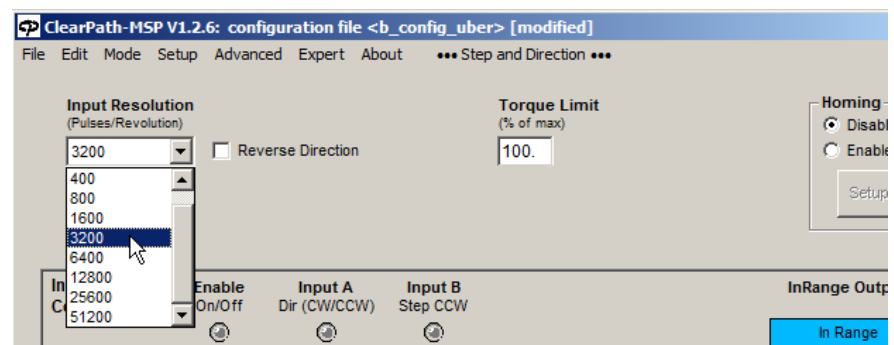 ClearPath-MSP V1.2.6: configuration file <b_config_uber> [modified]
File Edit Mode Setup Advanced Expert About ••• Step and Direction •••
Input Resolution
(Pulses/Revolution)
3200
Reverse Direction
Torque Limit
(% of max)
100.
Homing
Disabl
Enable
Setup
400
800
1600
3200
6400
12800
25600
51200
In
C
Enable
On/Off
Input A
Dir (CW/CCW)
Input B
Step CCW
InRange Outp
In Range